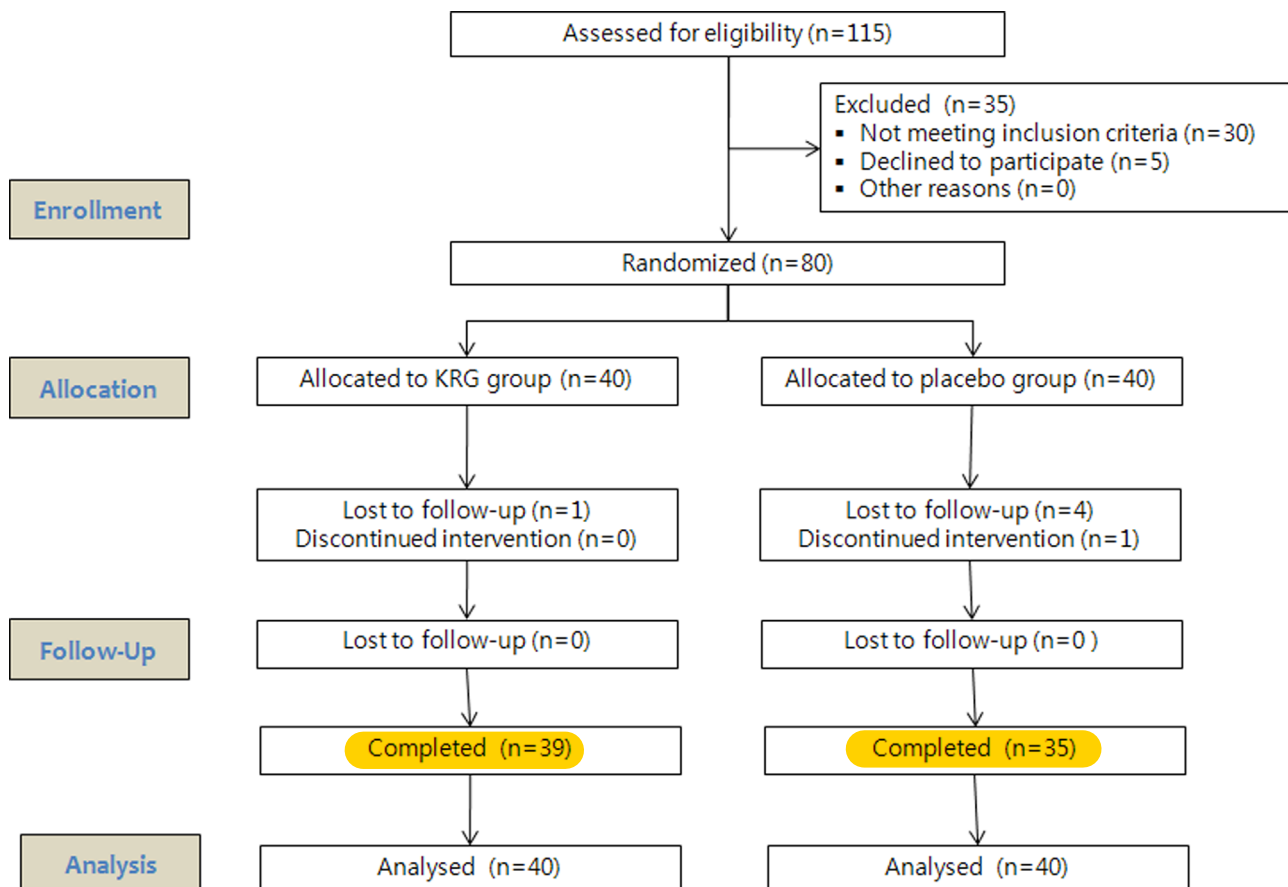 Assessed for eligibility (n=115)
Excluded (n=35)
▪ Not meeting inclusion criteria (n=30)
▪ Declined to participate (n=5)
▪ Other reasons (n=0)
Enrollment
Randomized (n=80)
Allocation
Allocated to KRG group (n=40)
Allocated to placebo group (n=40)
Lost to follow-up (n=1)
Discontinued intervention (n=0)
Lost to follow-up (n=4)
Discontinued intervention (n=1)
Follow-Up
Lost to follow-up (n=0)
Lost to follow-up (n=0 )
Completed (n=39)
Completed (n=35)
Analysis
Analysed (n=40)
Analysed (n=40)